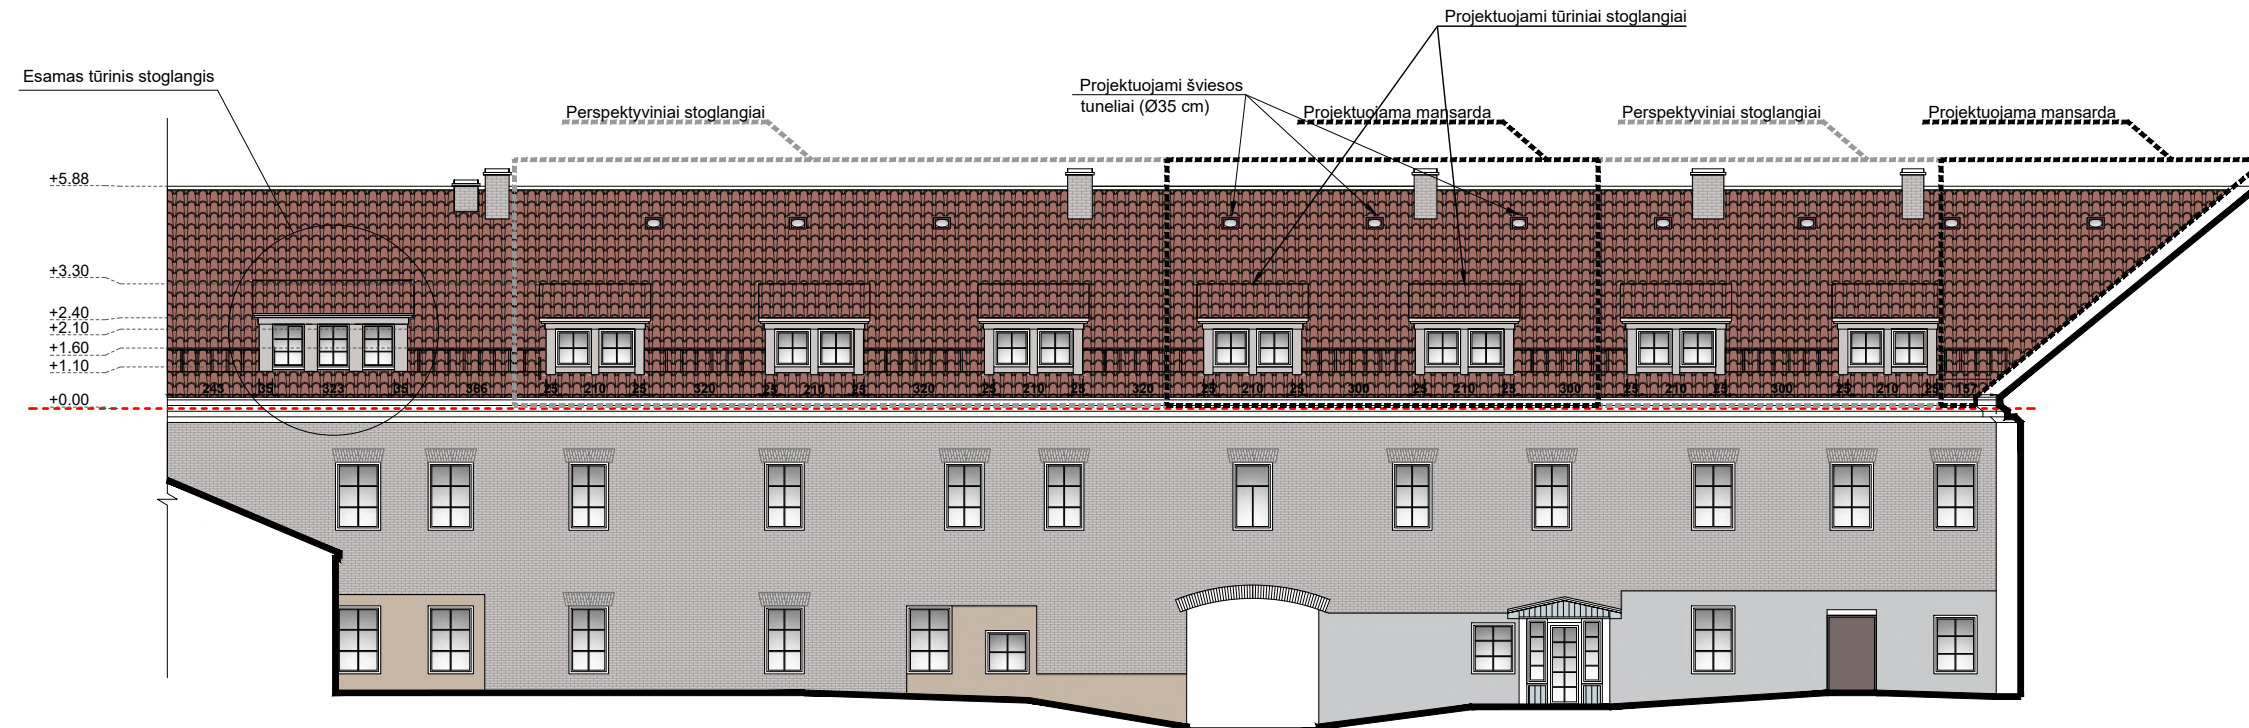 Projektuojami tūriniai stoglangiai
Esamas tūrinis stoglangis
Projektuojami šviesos
tuneliai (Ø35 cm)
Perspektyviniai stoglangiai
Projektuojama mansarda
Perspektyviniai stoglangiai
Projektuojama mansarda
+5.88
+3.30
+2.40
+2.10
+1.60
+1.10
+0.00
243 35 323 35 386 25 210 25 320 25 210 25 320 25 210 25 320 25 210 25 300 25 210 25 300 25 210 25 300 25 210 25 157